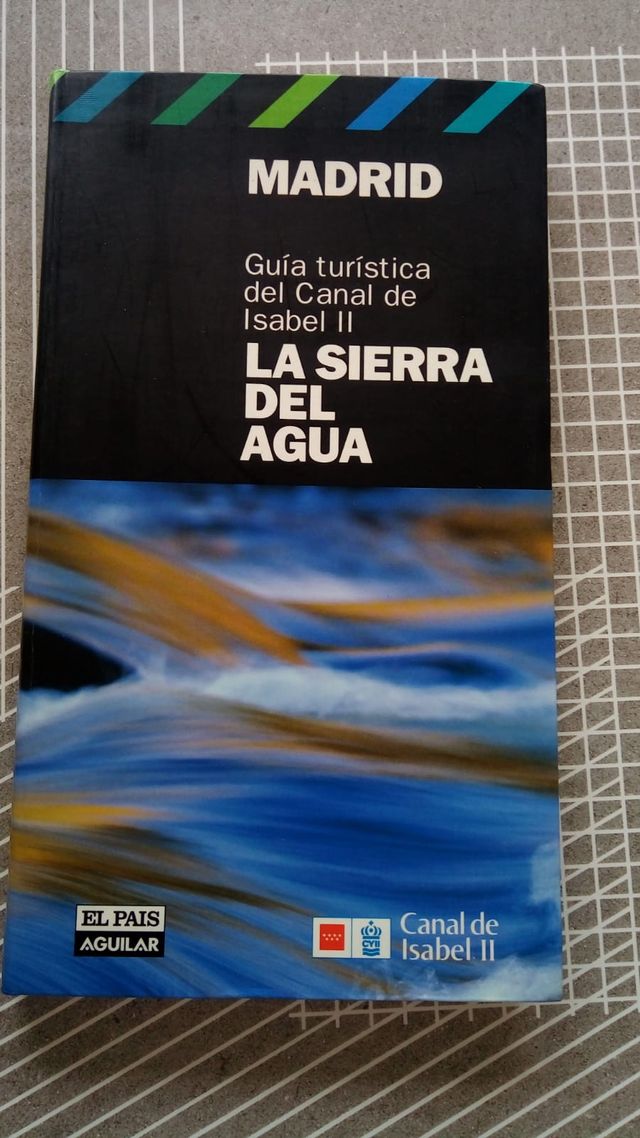 MADRID
Guía turística
del Canal de
Isabel II
LA SIERRA
DEL
AGUA
EL PAIS
AGUILAR
CYII
Canal de
Isabel II